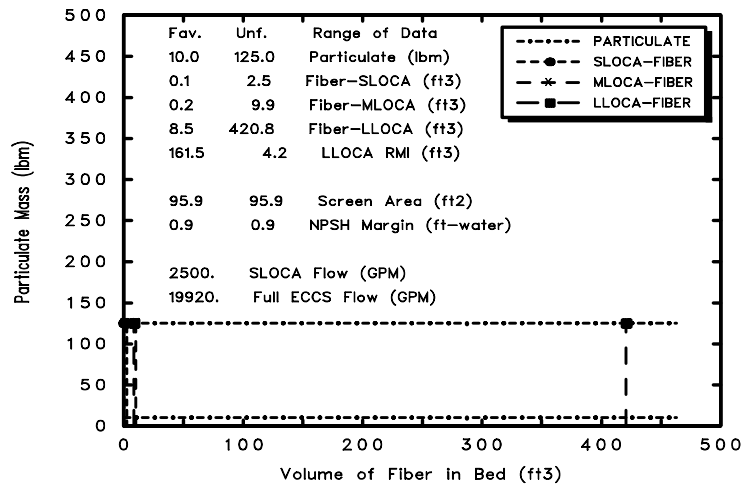 500
450
400
350
300
250
200
150
100
50
0
Particulate Mass (lbm)
Fav. Unf. Range of Data
10.0 125.0 Particulate (lbm)
0.1 2.5 Fiber-SLOCA (ft3)
0.2 9.9 Fiber-MLOCA (ft3)
8.5 420.8 Fiber-LLOCA (ft3)
161.5 4.2 LLOCA RMI (ft3)
95.9 95.9 Screen Area (ft2)
0.9 0.9 NPSH Margin (ft-water)
2500. SLOCA Flow (GPM)
19920. Full ECCS Flow (GPM)
PARTICULATE
SLOCA-FIBER
MLOCA-FIBER
LLOCA-FIBER
0 100 200 300 400 500
Volume of Fiber in Bed (ft3)